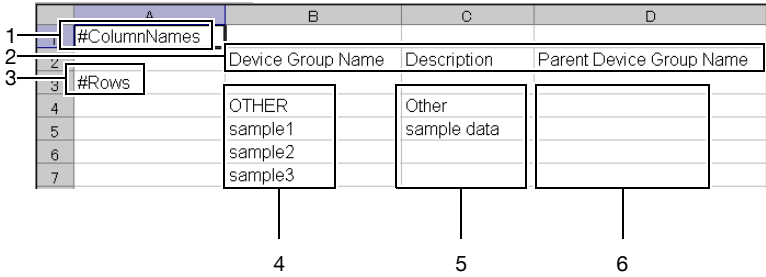 A B C D
1 1 #ColumnNames
2 2 Device Group Name Description Parent Device Group Name
3 3 #Rows
4 OTHER Other
5 sample1 sample data
6 sample2
7 sample3
4 5 6